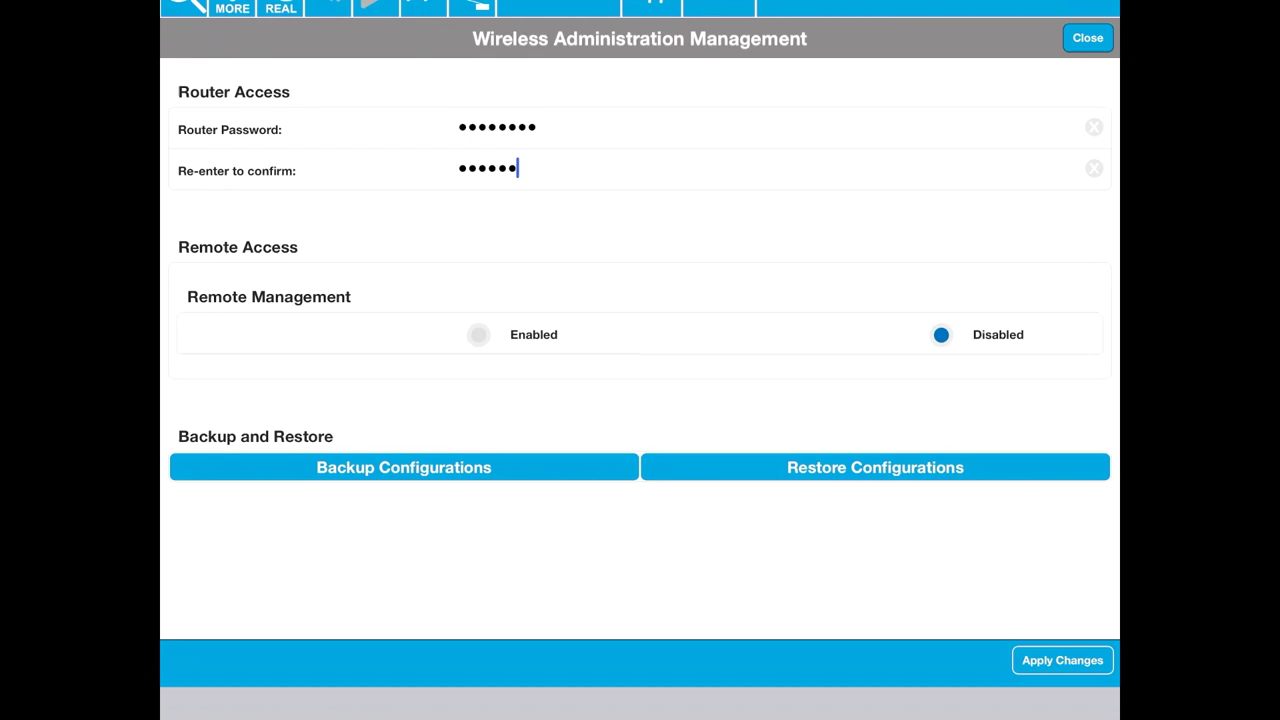 MORE REAL
Wireless Administration Management
Close
Router Access
Router Password: ••••••••
Re-enter to confirm: ••••••
Remote Access
Remote Management
Enabled Disabled
Backup and Restore
Backup Configurations Restore Configurations
Apply Changes